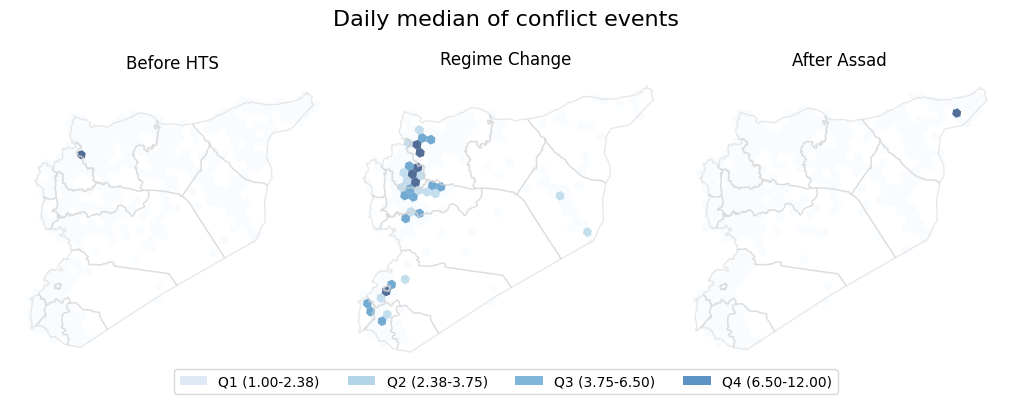 Daily median of conflict events
Before HTS
Regime Change
After Assad
Q1 (1.00-2.38)
Q2 (2.38-3.75)
Q3 (3.75-6.50)
Q4 (6.50-12.00)